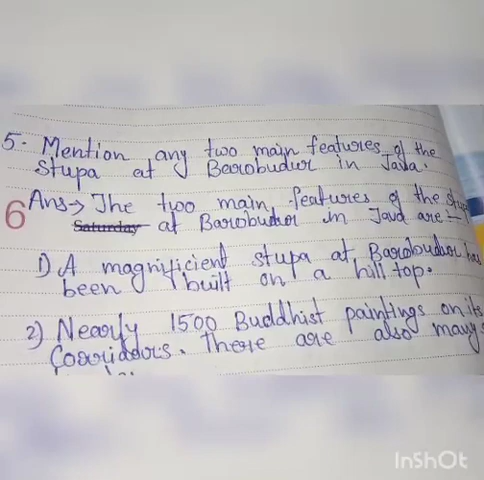 5. Mention any two main features of the
stupa at Barobudur in Java.
6
Ans→ The two main features of the
Saturday at Barobudur in Java are:-
1) A magnificient stupa at Barobudur has
been built on a hill top.
2) Nearly 1500 Buddhist paintings on its
Corridors. There are also many
InShOt